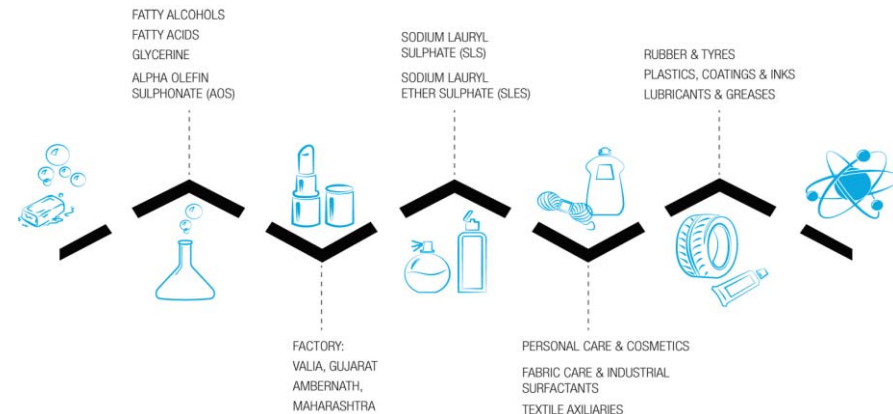 FATTY ALCOHOLS
FATTY ACIDS
GLYCERINE
ALPHA OLEFIN
SULPHONATE (AOS)
SODIUM LAURYL
SULPHATE (SLS)
SODIUM LAURYL
ETHER SULPHATE (SLES)
RUBBER & TYRES
PLASTICS, COATINGS & INKS
LUBRICANTS & GREASES
FACTORY:
VALIA, GUJARAT
AMBERNATH,
MAHARASHTRA
PERSONAL CARE & COSMETICS
FABRIC CARE & INDUSTRIAL
SURFACTANTS
TEXTILE AXILIARIES